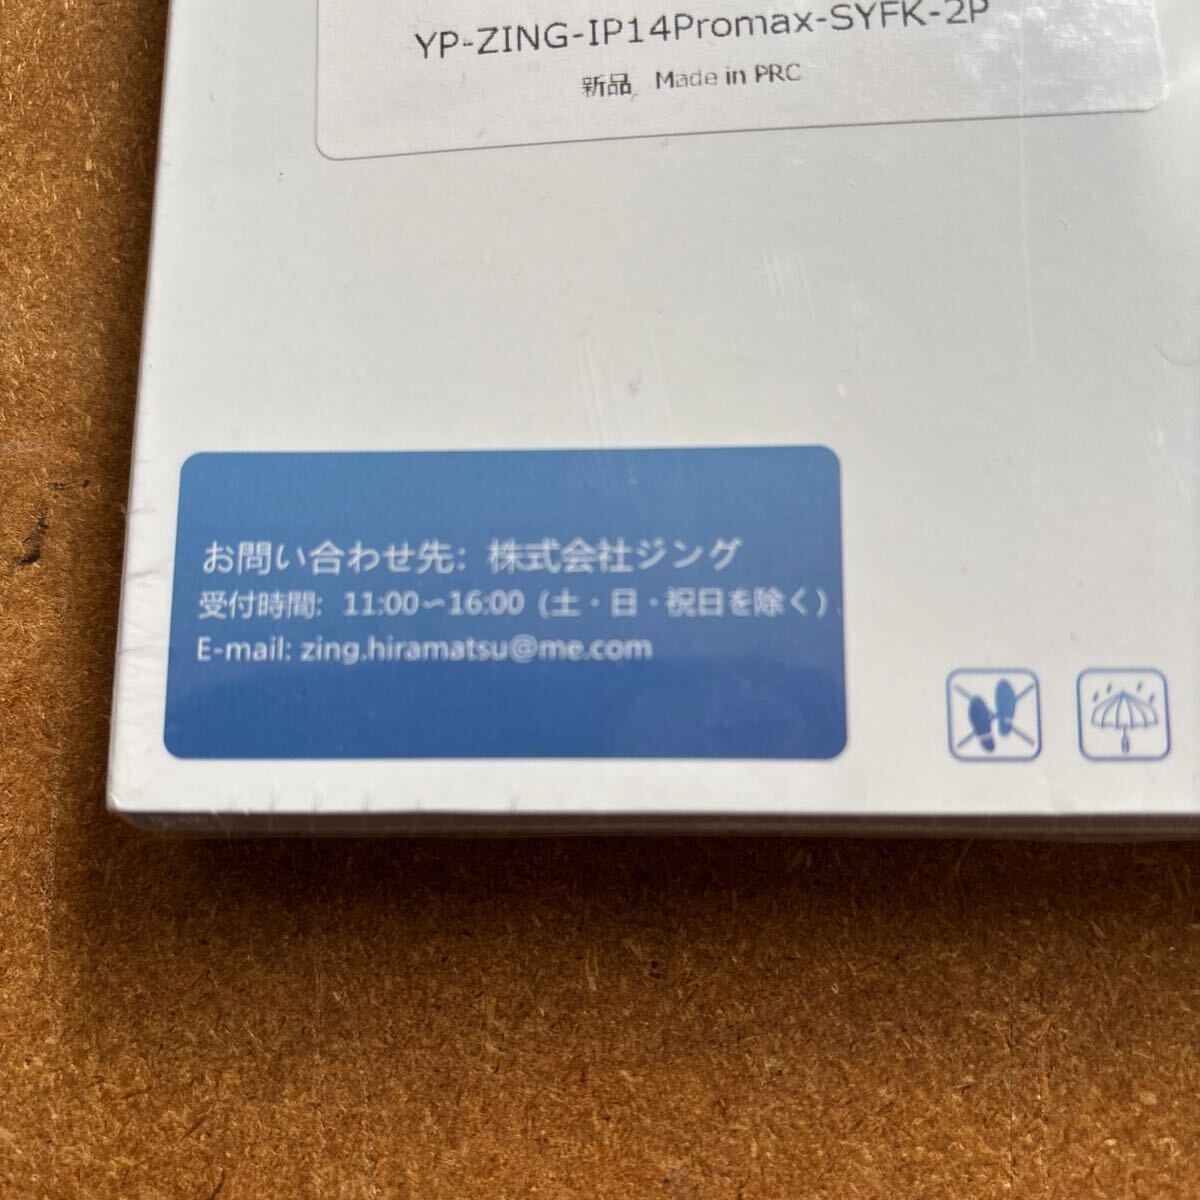 YP-ZING-IP14Promax-SYFK-2P
新品 Made in PRC
お問い合わせ先: 株式会社ジング
受付時間: 11:00~16:00 (土・日・祝日を除く)
E-mail: zing.hiramatsu@me.com